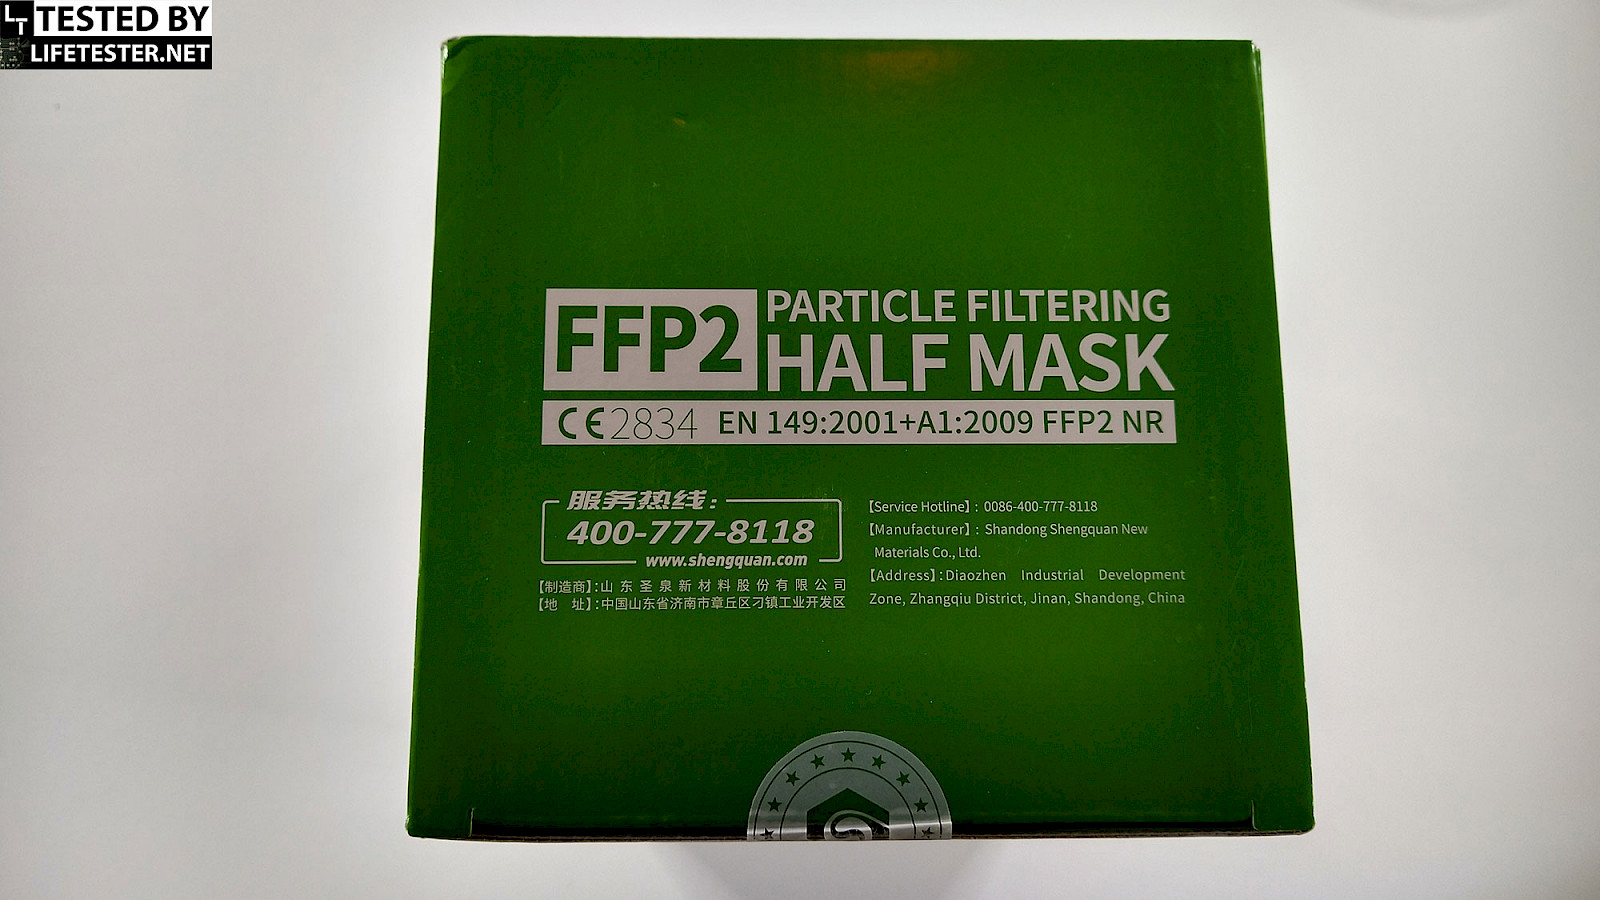 LT TESTED BY
LIFETESTER.NET
FFP2 PARTICLE FILTERING
HALF MASK
CE2834 EN 149:2001+A1:2009 FFP2 NR
服务热线:
400-777-8118
www.shengquan.com
【制造商】:山东圣泉新材料股份有限公司
【地 址】:中国山东省济南市章丘区刁镇工业开发区
【Service Hotline】: 0086-400-777-8118
【Manufacturer】: Shandong Shengquan New
Materials Co., Ltd.
【Address】:Diaozhen Industrial Development
Zone, Zhangqiu District, Jinan, Shandong, China